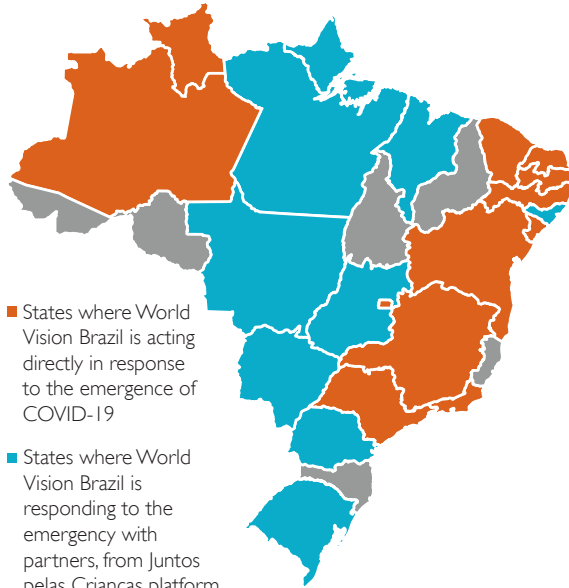 States where World
Vision Brazil is acting
directly in response
to the emergence of
COVID-19
States where World
Vision Brazil is
responding to the
emergency with
partners, from Juntos
pelas Crianças platform